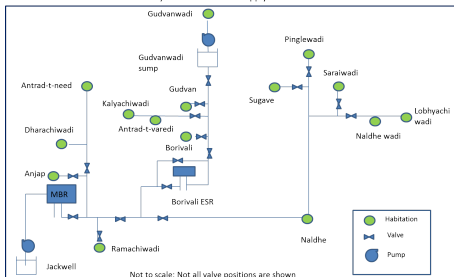 Gudvanwadi
Pinglewadi
Gudvanwadi
sump
Antrad-t-need
Saraiwadi
Gudvan
Kalyachiwadi
Sugave
Lobhyachi
wadi
Dharachiwadi
Antrad-t-varedi
Naldhe wadi
Borivali
Anjap
MBR
Borivali ESR
Habitation
Valve
Naldhe
Ramachiwadi
Pump
Jackwell
Not to scale: Not all valve positions are shown